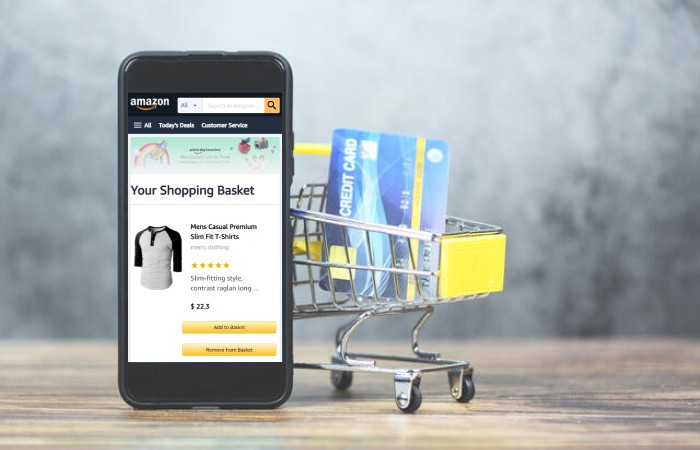 amazon
All
Search in Amazon...
All Today's Deals Customer Service
Your Shopping Basket
Mens Casual Premium
Slim Fit T-Shirts
men's clothing
Slim-fitting style,
contrast raglan long...
$ 22.3
Add to Basket
Remove from Basket
CREDIT CARD